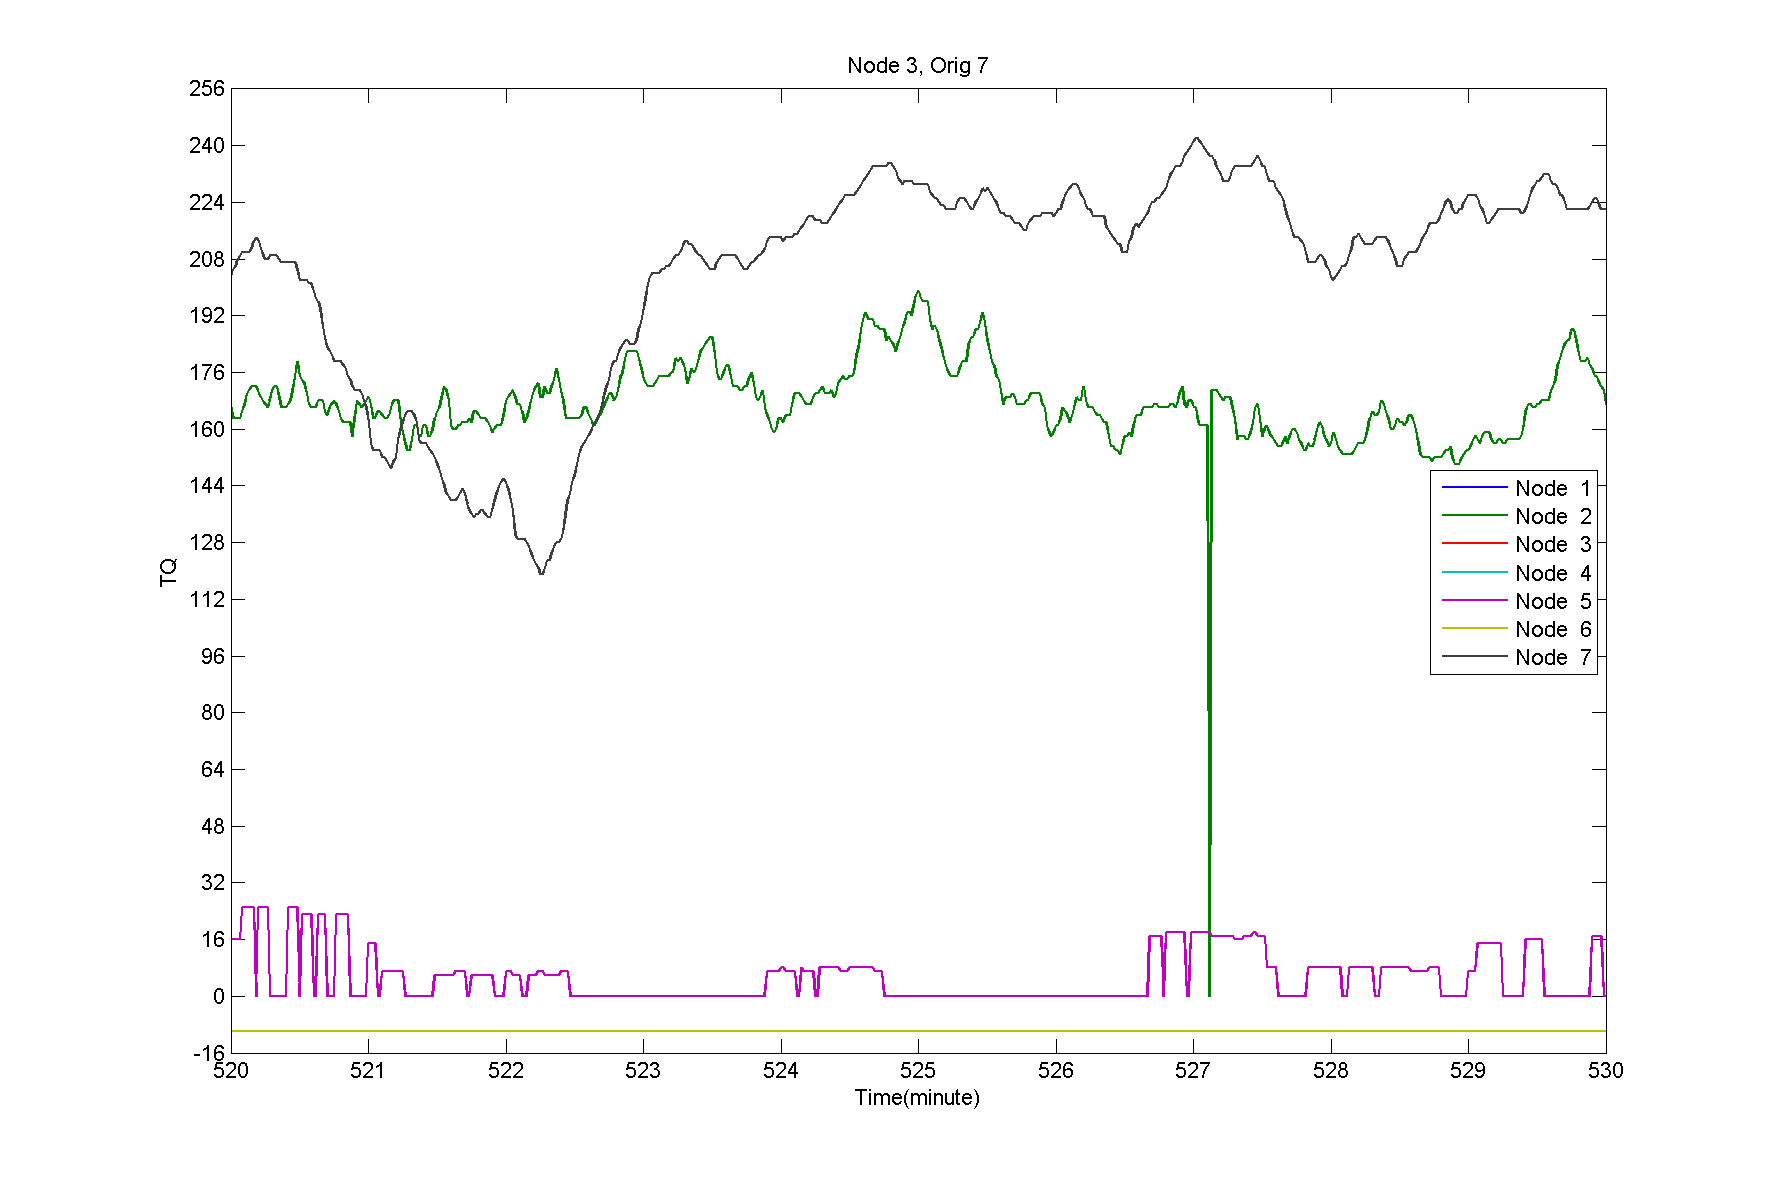 Node 3, Orig 7
256
240
224
208
192
176
160
144
128
112
96
80
64
48
32
16
0
-16
TQ
Node 1
Node 2
Node 3
Node 4
Node 5
Node 6
Node 7
520 521 522 523 524 525 526 527 528 529 530
Time(minute)